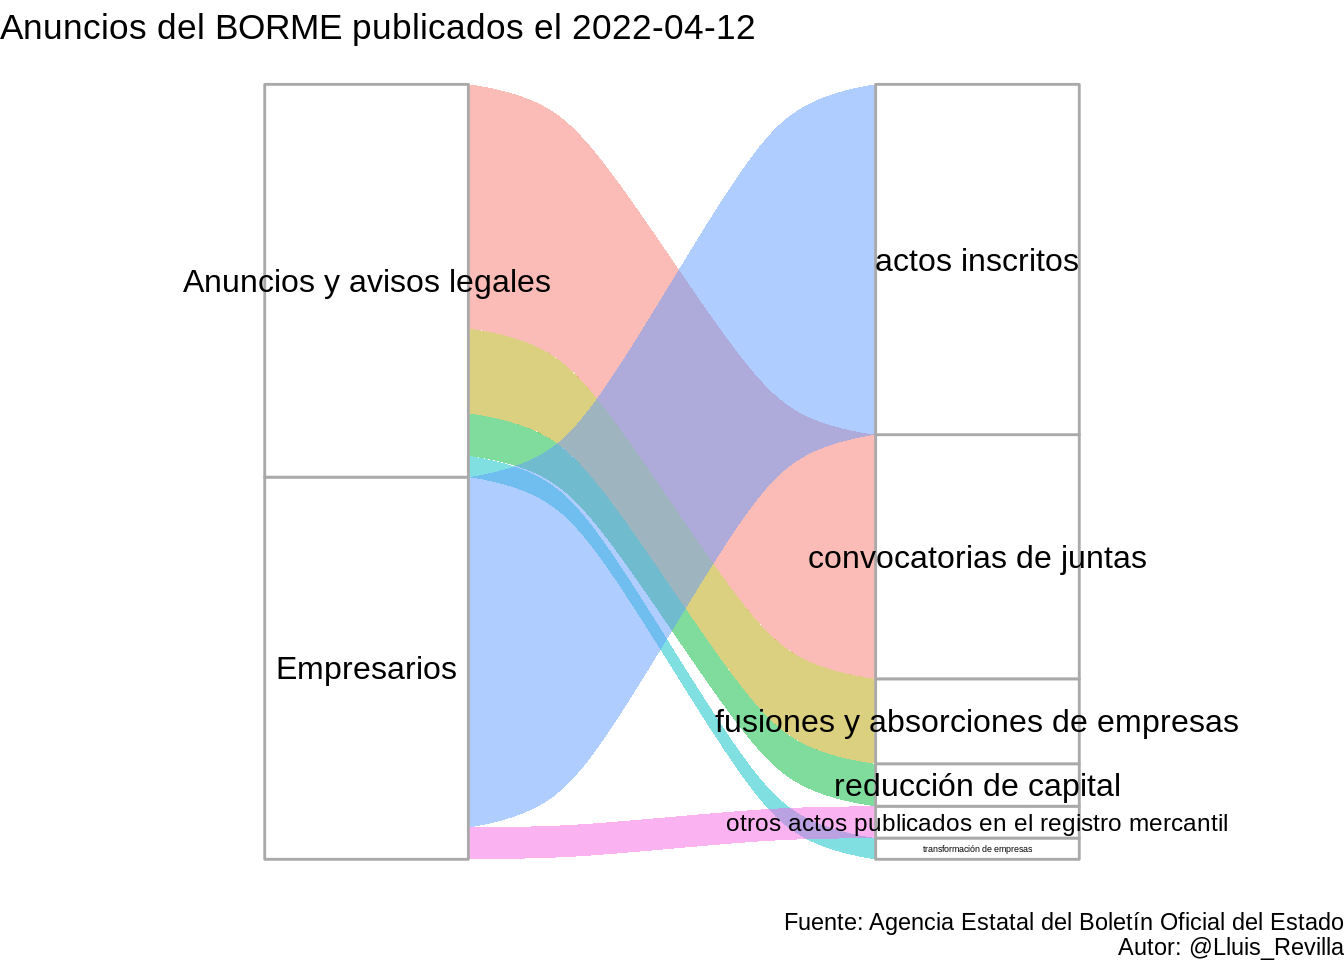 Anuncios del BORME publicados el 2022-04-12
Anuncios y avisos legales
Empresarios
actos inscritos
convocatorias de juntas
fusiones y absorciones de empresas
reducción de capital
otros actos publicados en el registro mercantil
transformación de empresas
Fuente: Agencia Estatal del Boletín Oficial del Estado
Autor: @Lluis_Revilla